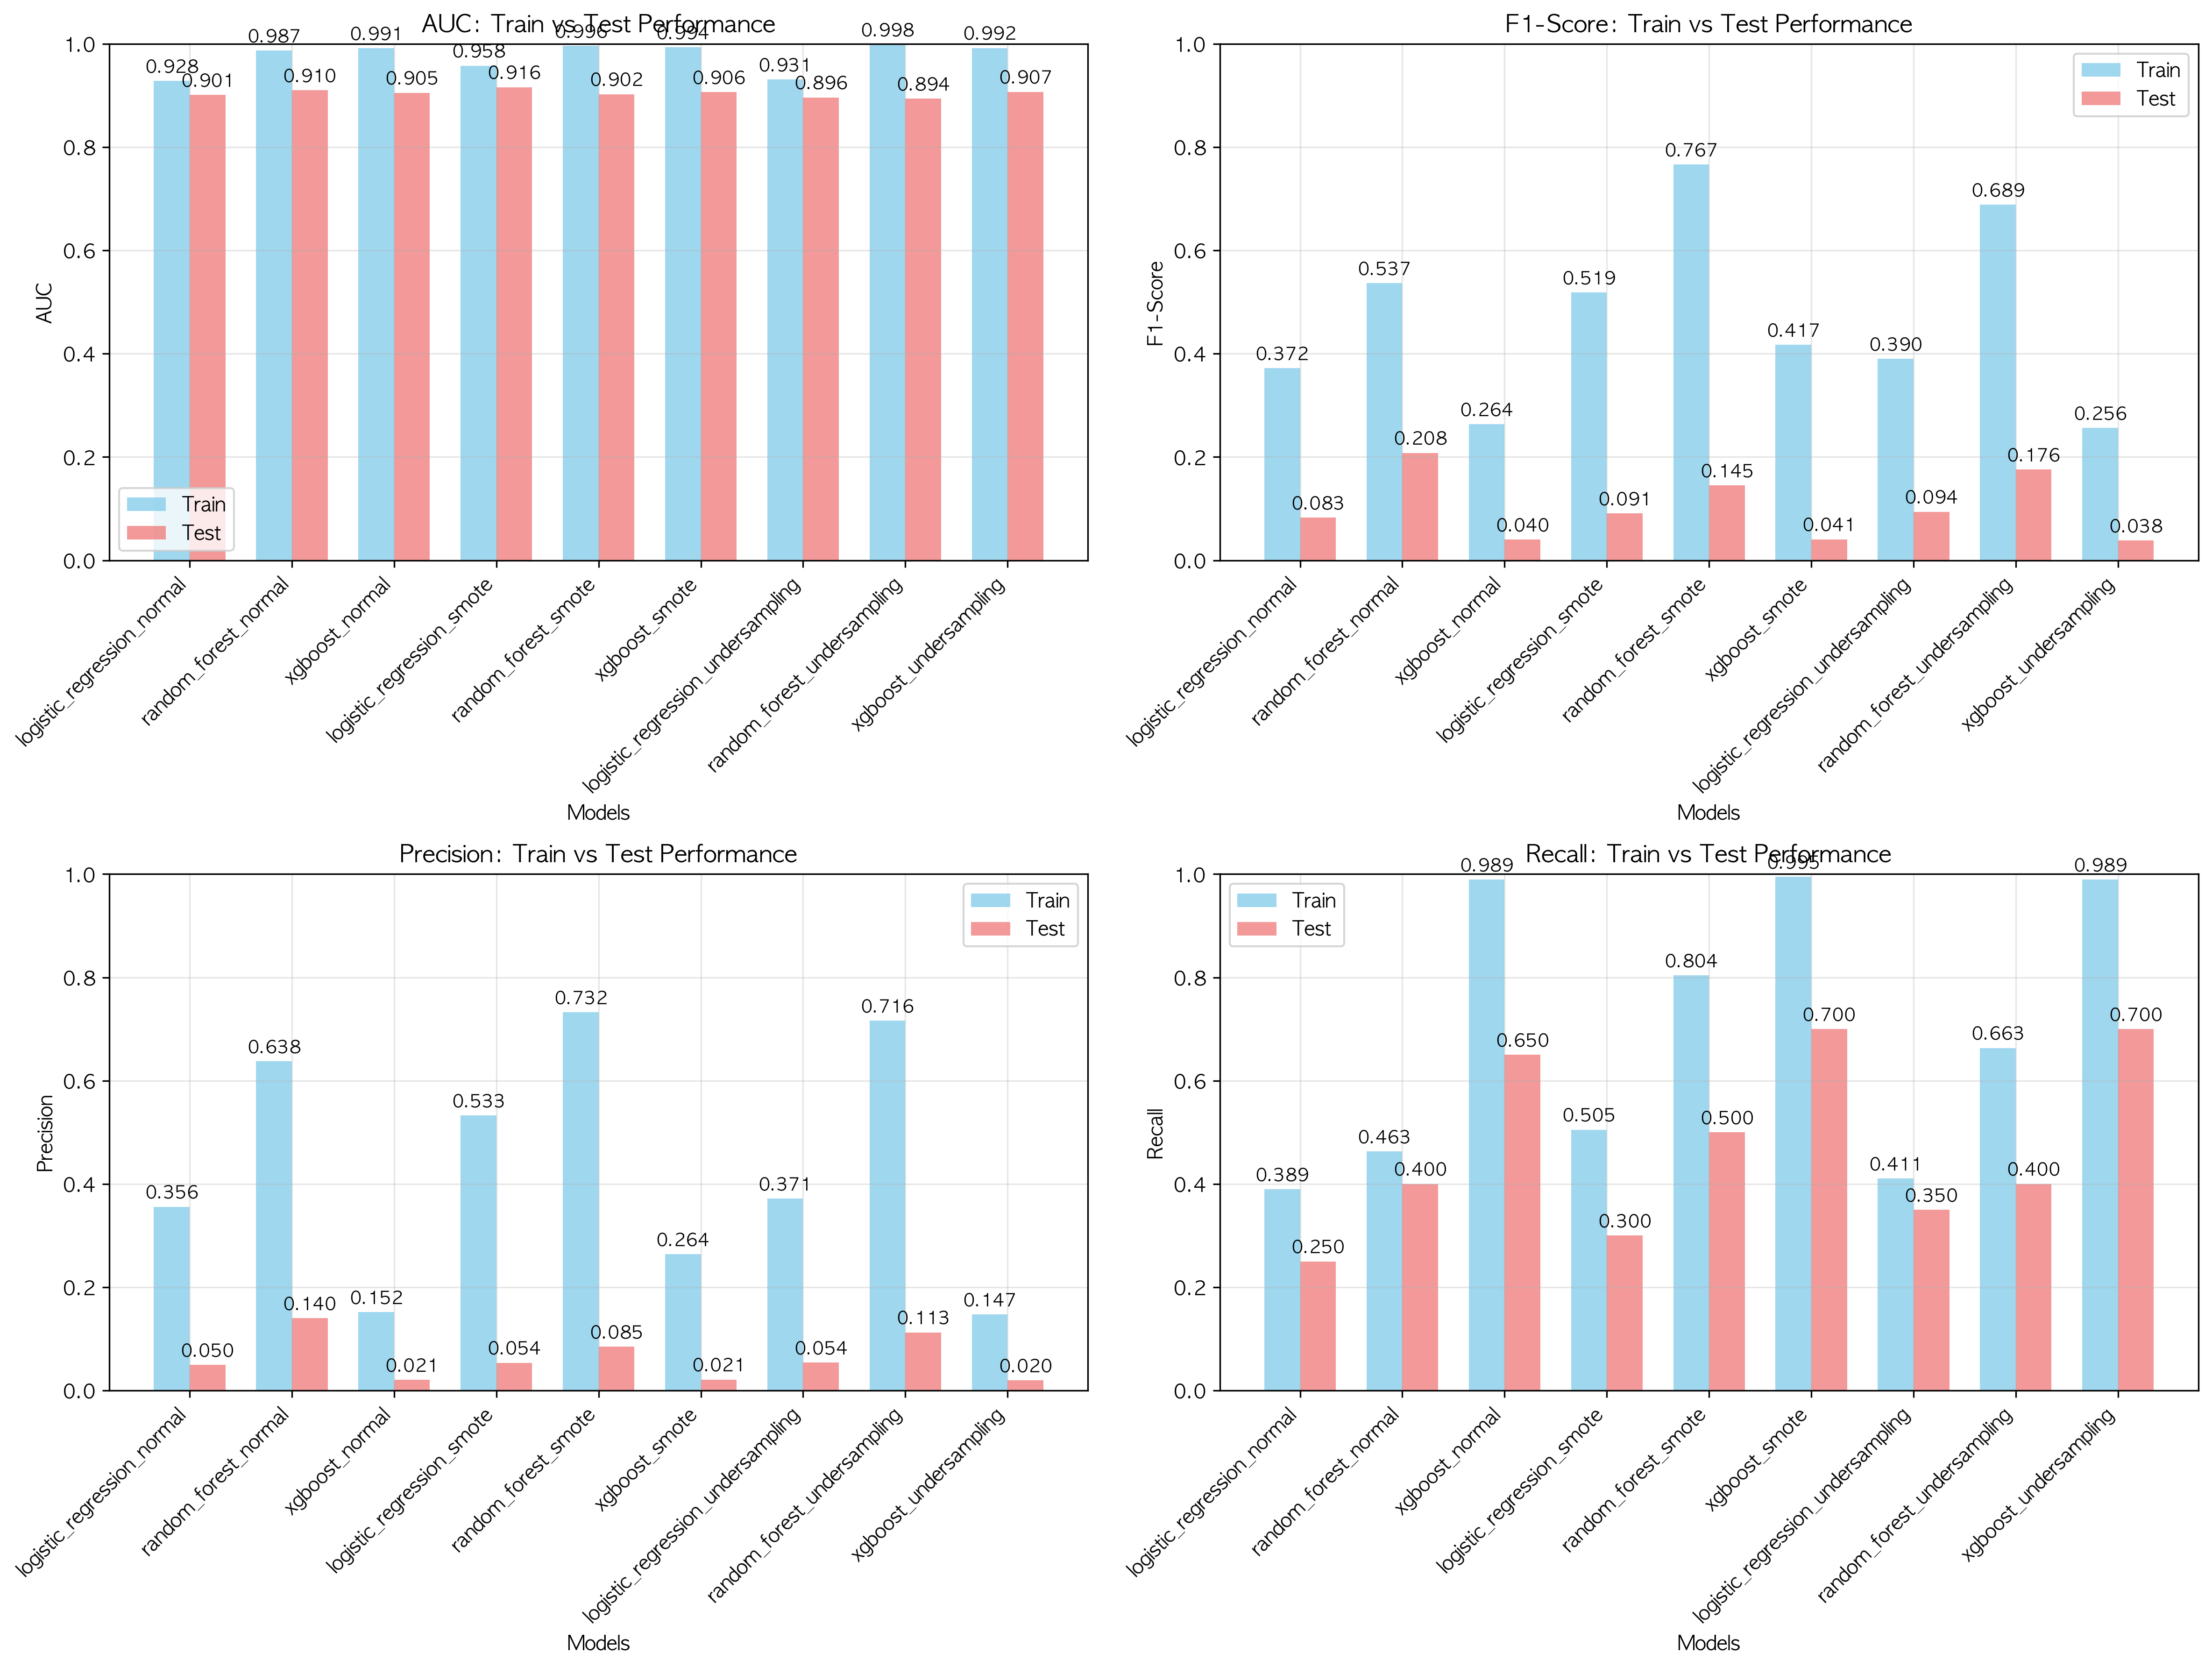 AUC: Train vs Test Performance
1.0
0.8
0.6
0.4
0.2
0.0
AUC
0.928
0.901
0.987
0.910
0.991
0.905
0.958
0.916
0.996
0.902
0.994
0.906
0.931
0.896
0.998
0.894
0.992
0.907
Train
Test
logistic_regression_normal
random_forest_normal
xgboost_normal
logistic_regression_smote
random_forest_smote
xgboost_smote
logistic_regression_undersampling
random_forest_undersampling
xgboost_undersampling
Models
F1-Score: Train vs Test Performance
1.0
0.8
0.6
0.4
0.2
0.0
F1-Score
0.372
0.083
0.537
0.208
0.264
0.040
0.519
0.091
0.767
0.145
0.417
0.041
0.390
0.094
0.689
0.176
0.256
0.038
Train
Test
logistic_regression_normal
random_forest_normal
xgboost_normal
logistic_regression_smote
random_forest_smote
xgboost_smote
logistic_regression_undersampling
random_forest_undersampling
xgboost_undersampling
Models
Precision: Train vs Test Performance
1.0
0.8
0.6
0.4
0.2
0.0
Precision
0.356
0.050
0.638
0.140
0.152
0.021
0.533
0.054
0.732
0.085
0.264
0.021
0.371
0.054
0.716
0.113
0.147
0.020
Train
Test
logistic_regression_normal
random_forest_normal
xgboost_normal
logistic_regression_smote
random_forest_smote
xgboost_smote
logistic_regression_undersampling
random_forest_undersampling
xgboost_undersampling
Models
Recall: Train vs Test Performance
1.0
0.8
0.6
0.4
0.2
0.0
Recall
0.389
0.250
0.463
0.400
0.989
0.650
0.505
0.300
0.804
0.500
0.995
0.700
0.411
0.350
0.663
0.400
0.989
0.700
Train
Test
logistic_regression_normal
random_forest_normal
xgboost_normal
logistic_regression_smote
random_forest_smote
xgboost_smote
logistic_regression_undersampling
random_forest_undersampling
xgboost_undersampling
Models